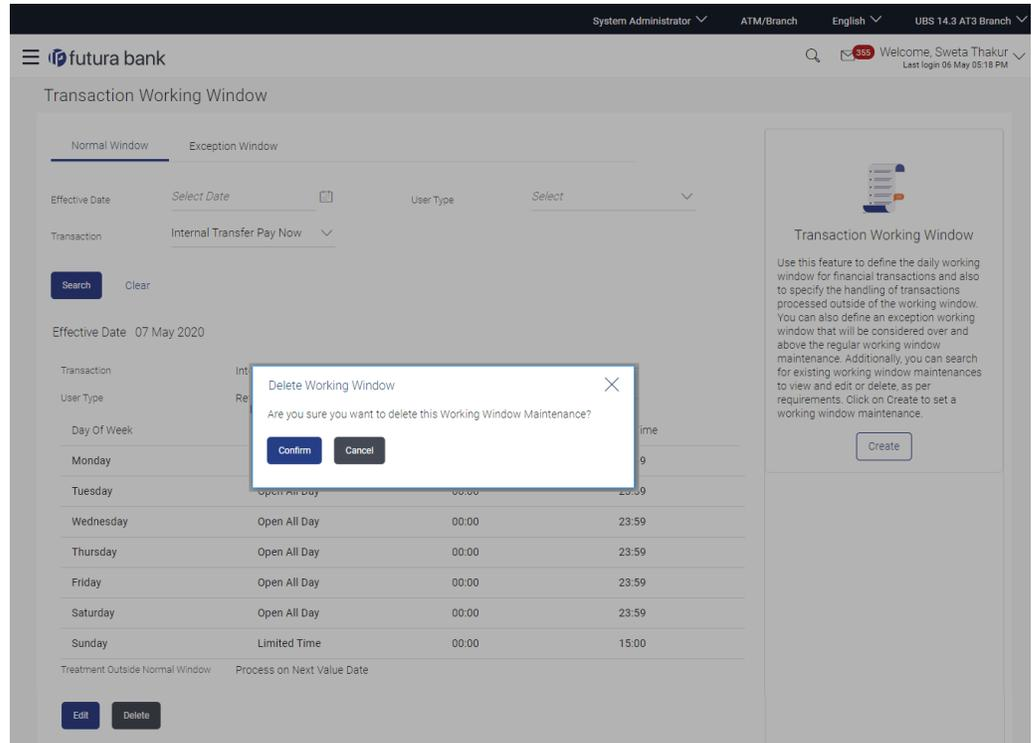 System Administrator ATM/Branch English UBS 14.3 AT3 Branch
futura bank
355 Welcome, Sweta Thakur
Last login 06 May 05:18 PM
Transaction Working Window
Normal Window Exception Window
Effective Date Select Date User Type Select
Transaction Internal Transfer Pay Now
Search Clear
Effective Date 07 May 2020
Transaction
User Type
Day Of Week
Monday
Delete Working Window
Are you sure you want to delete this Working Window Maintenance?
Confirm Cancel
Tuesday Open All Day 00:00 23:59
Wednesday Open All Day 00:00 23:59
Thursday Open All Day 00:00 23:59
Friday Open All Day 00:00 23:59
Saturday Open All Day 00:00 23:59
Sunday Limited Time 00:00 15:00
Treatment Outside Normal Window Process on Next Value Date
Edit Delete
Transaction Working Window
Use this feature to define the daily working
window for financial transactions and also
to specify the handling of transactions
processed outside of the working window.
You can also define an exception working
window that will be considered over and
above the regular working window
maintenance. Additionally, you can search
for existing working window maintenances
to view and edit or delete, as per
requirements. Click on Create to set a
working window maintenance.
Create